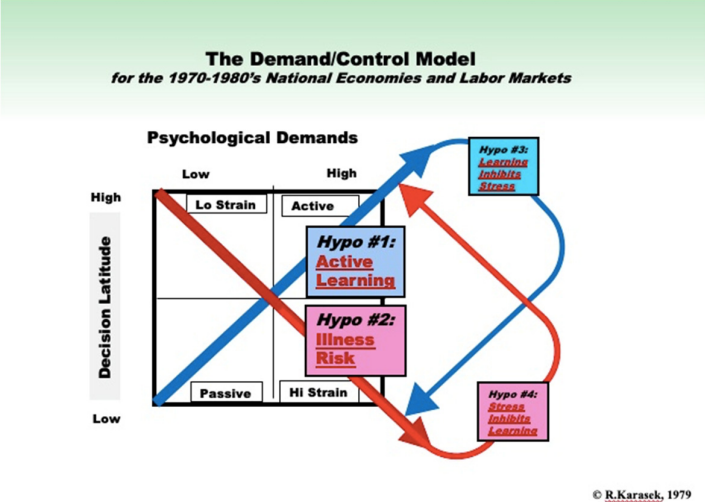 The Demand/Control Model
for the 1970-1980's National Economies and Labor Markets
Psychological Demands
Low
High
High
Lo Strain
Active
Hypo #3:
Learning
Inhibits
Stress
Hypo #1:
Active
Learning
Decision Latitude
Hypo #2:
Illness
Risk
Passive
Hi Strain
Low
Hypo #4:
Stress
Inhibits
Learning
© R.Karasek, 1979